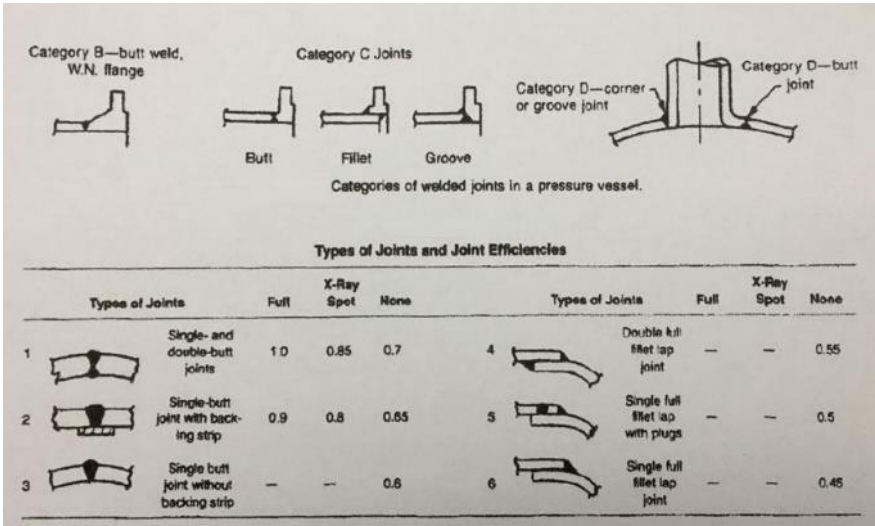 Category B—butt weld,
W.N. flange
Category C Joints
Butt
Fillet
Groove
Category D—corner
or groove joint
Category D—butt
joint
Categories of welded joints in a pressure vessel.
Types of Joints and Joint Efficiencies
X-Ray
Types of Joints Full Spot None
X-Ray
Types of Joints Full Spot None
1 Single- and
double-butt
joints
1 0 0.85 0.7
2 Single-butt
joint with back-
ing strip
0.9 0.8 0.65
3 Single butt
joint without
backing strip
— — 0.6
4 Double full
fillet lap
joint
— — 0.55
5 Single full
fillet lap
with plugs
— — 0.5
6 Single full
fillet lap
joint
— — 0.45